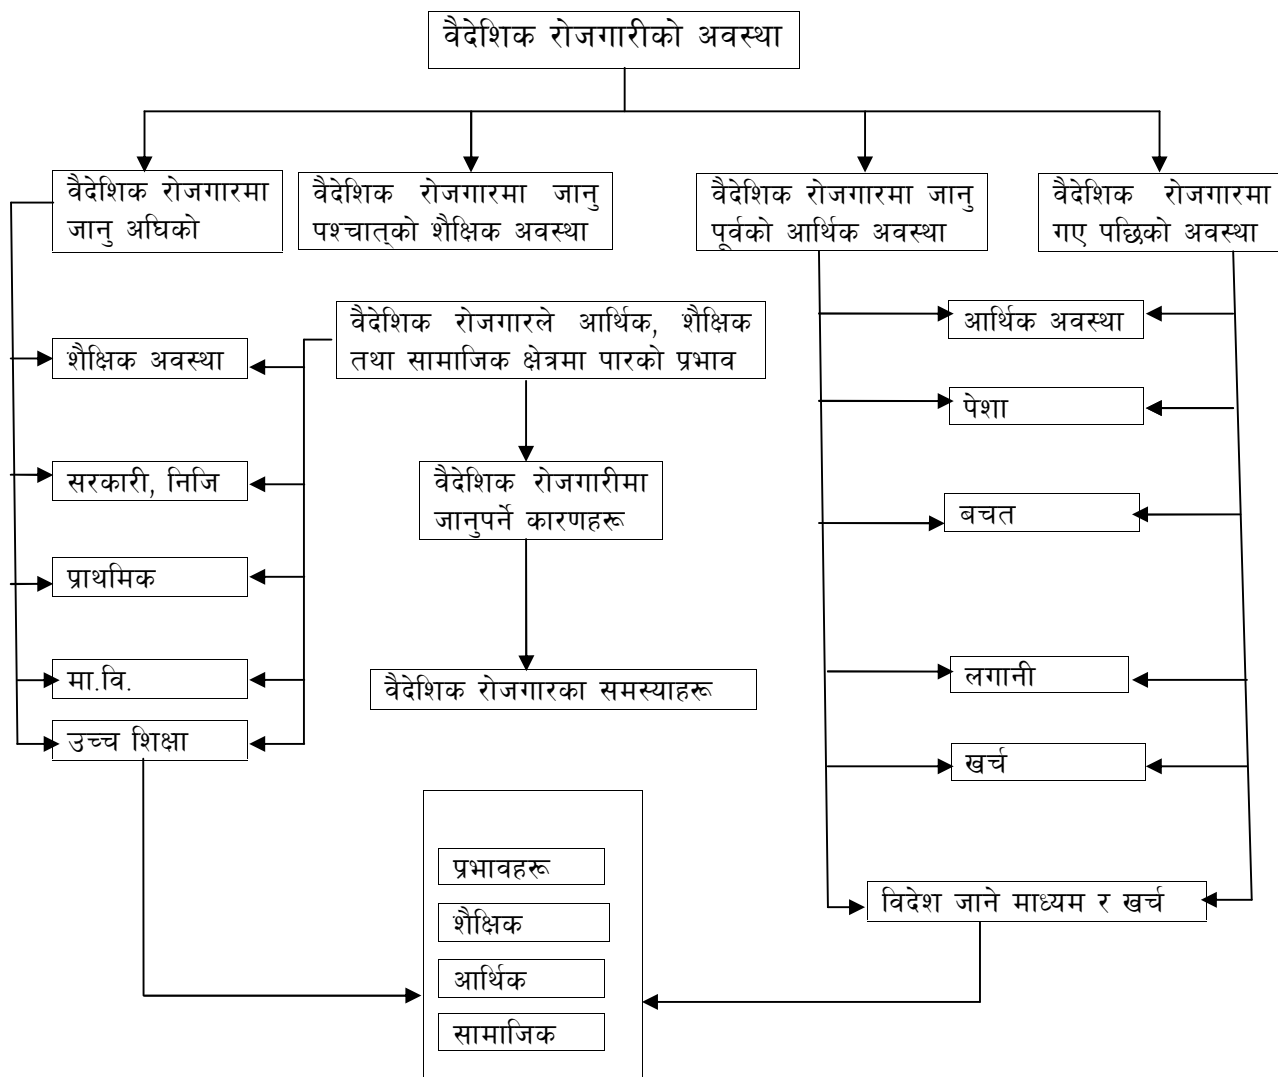 वैदेशिक रोजगारीको अवस्था
वैदेशिक रोजगारमा
जानु अघिको
वैदेशिक रोजगारमा जानु
पश्चात्को शैक्षिक अवस्था
वैदेशिक रोजगारमा जानु
पूर्वको आर्थिक अवस्था
वैदेशिक रोजगारमा
गए पछिको अवस्था
वैदेशिक रोजगारले आर्थिक, शैक्षिक
तथा सामाजिक क्षेत्रमा पारको प्रभाव
शैक्षिक अवस्था
सरकारी, निजि
प्राथमिक
मा.वि.
उच्च शिक्षा
वैदेशिक रोजगारीमा
जानुपर्ने कारणहरू
वैदेशिक रोजगारका समस्याहरू
आर्थिक अवस्था
पेशा
बचत
लगानी
खर्च
विदेश जाने माध्यम र खर्च
प्रभावहरू
शैक्षिक
आर्थिक
सामाजिक